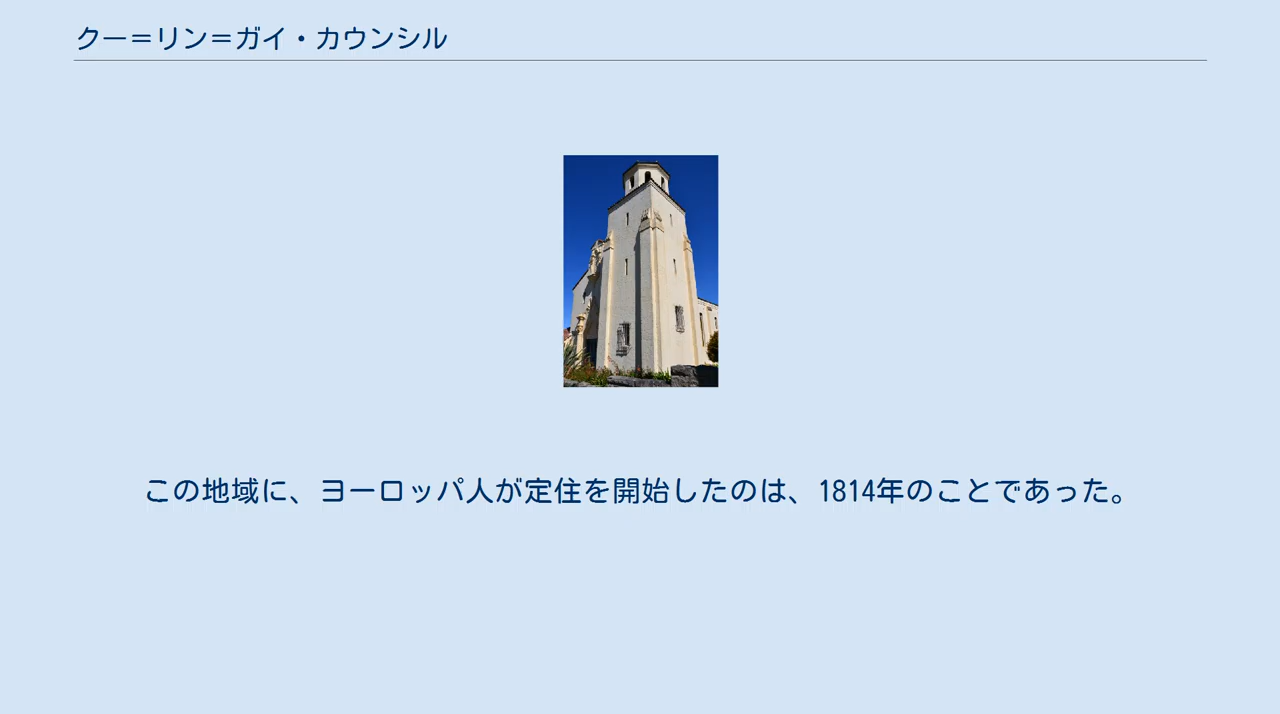 クー＝リン＝ガイ・カウンシル
この地域に、ヨーロッパ人が定住を開始したのは、1814年のことであった。